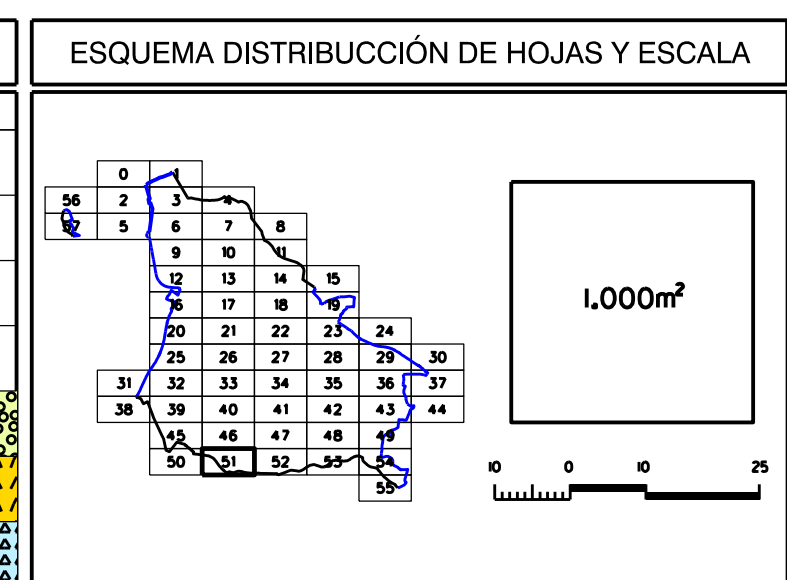 ESQUEMA DISTRIBUCCIÓN DE HOJAS Y ESCALA
0 1
56 2 3 4
57 5 6 7 8
9 10 11
12 13 14 15
16 17 18 19
20 21 22 23 24
25 26 27 28 29 30
31 32 33 34 35 36 37
38 39 40 41 42 43 44
45 46 47 48 49
50 51 52 53 54
55
1.000m²
10 0 10 25